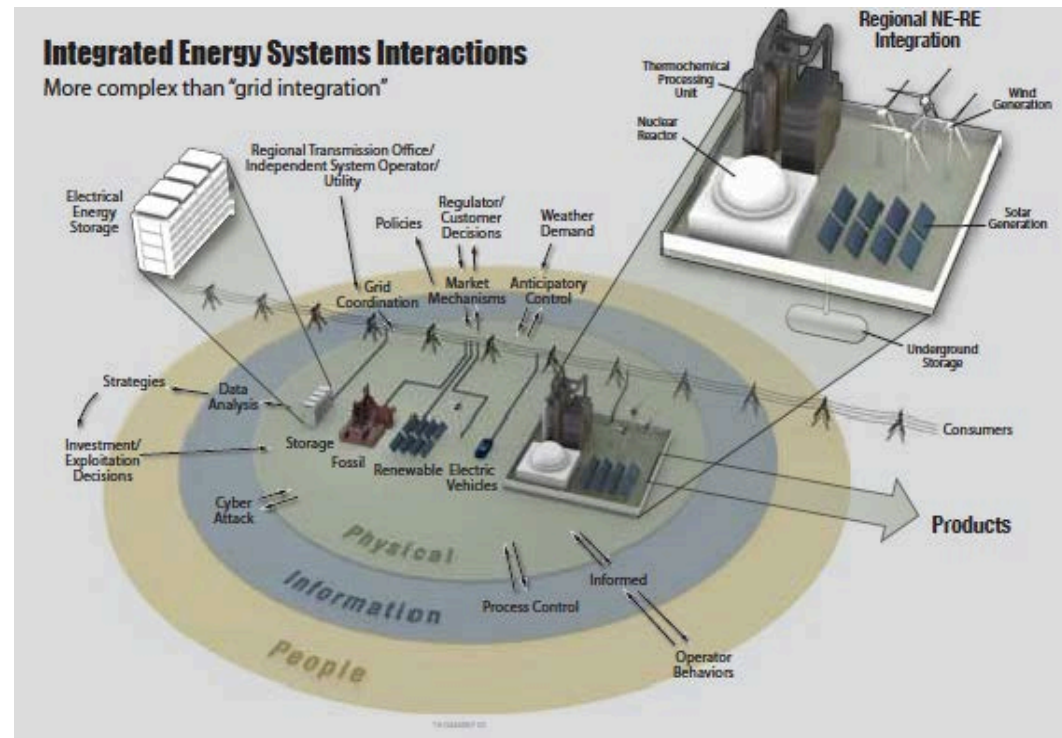 Integrated Energy Systems Interactions
More complex than "grid integration"
Regional NE-RE
Integration
Thermochemical
Processing
Unit
Nuclear
Reactor
Wind
Generation
Solar
Generation
Underground
Storage
Electrical
Energy
Storage
Regional Transmission Office/
Independent System Operator/
Utility
Policies
Regulator/
Customer
Decisions
Weather
Demand
Grid
Coordination
Market
Mechanisms
Anticipatory
Control
Strategies
Data
Analysis
Investment/
Exploitation
Decisions
Cyber
Attack
Storage
Fossil
Renewable
Electric
Vehicles
Consumers
Products
Physical
Information
People
Process Control
Informed
Operator
Behaviors